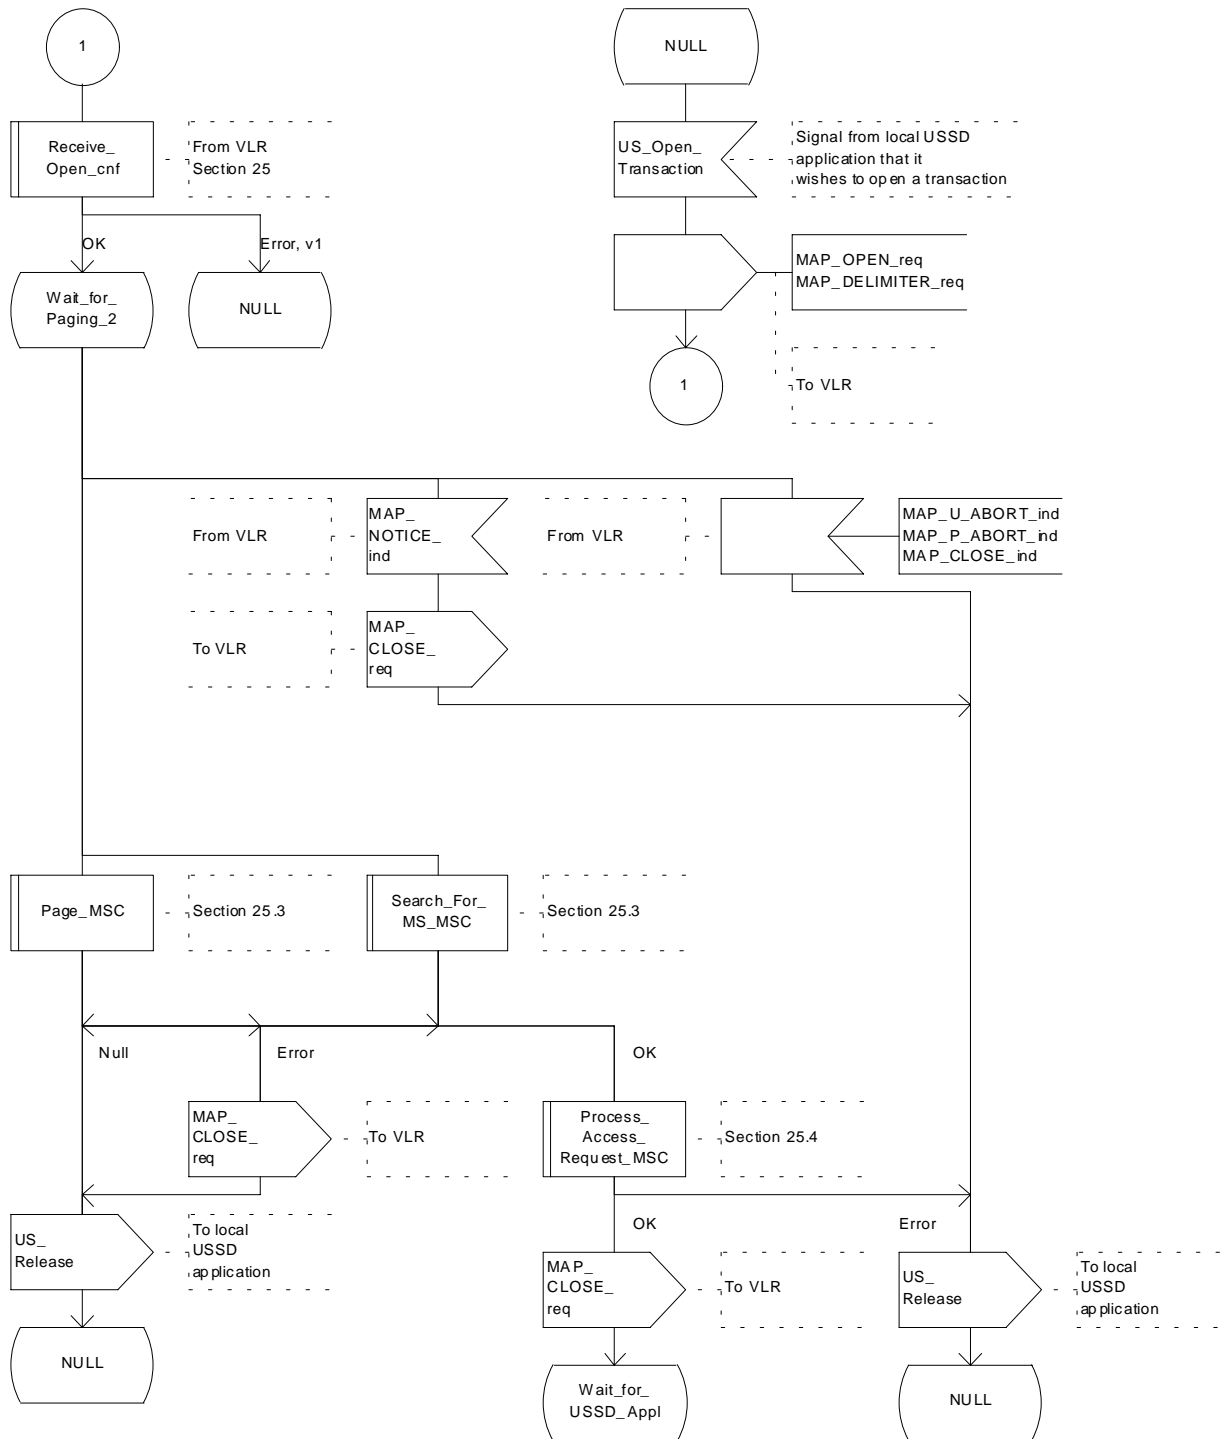 1
NULL
Receive_
Open_cnf
From VLR
Section 25
US_Open_
Transaction
Signal from local USSD
application that it
wishes to open a transaction
OK
Error, v1
MAP_OPEN_req
MAP_DELIMITER_req
Wait_for_
Paging_2
NULL
1
To VLR
From VLR
MAP_
NOTICE_
ind
From VLR
MAP_U_ABORT_ind
MAP_P_ABORT_ind
MAP_CLOSE_ind
To VLR
MAP_
CLOSE_
req
Page_MSC
Section 25.3
Search_For_
MS_MSC
Section 25.3
Null
Error
OK
MAP_
CLOSE_
req
To VLR
Process_
Access_
Request_MSC
Section 25.4
US_
Release
To local
USSD
application
OK
Error
MAP_
CLOSE_
req
To VLR
US_
Release
To local
USSD
application
NULL
Wait_for_
USSD_Appl
NULL